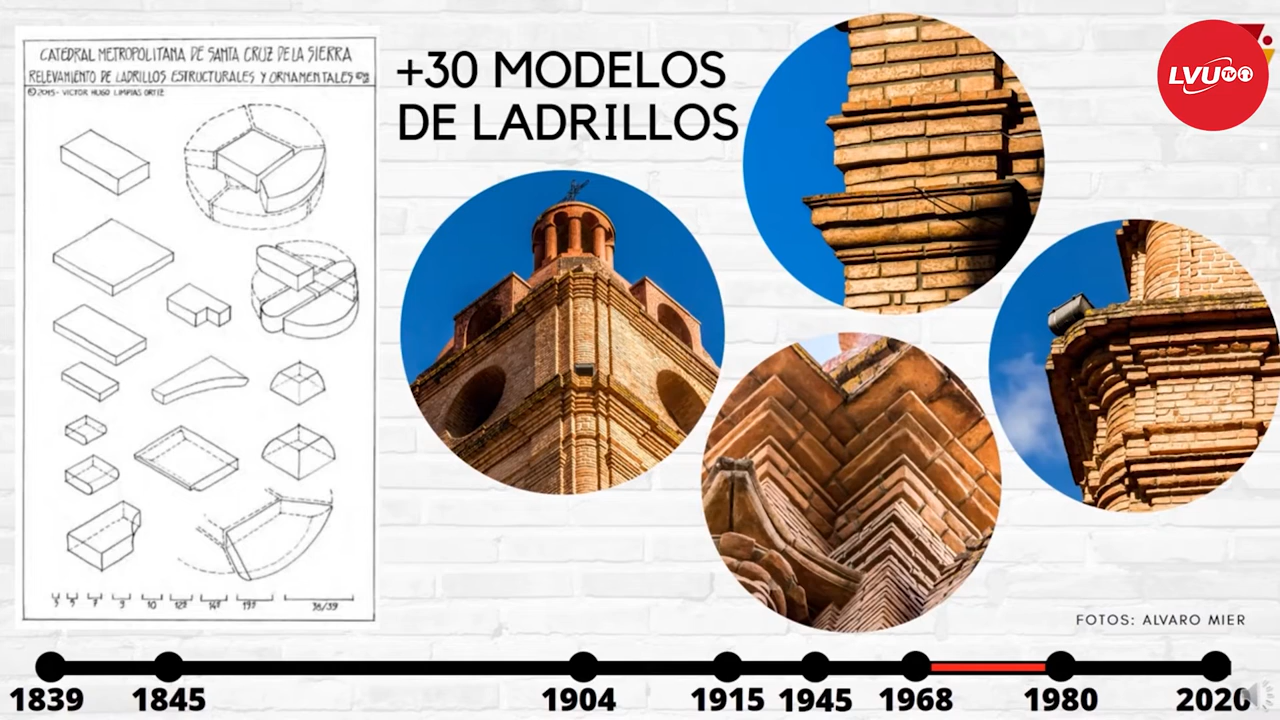 CATEDRAL METROPOLITANA DE SANTA CRUZ DE LA SIERRA
RELEVAMIENTO DE LADRILLOS ESTRUCTURALES Y ORNAMENTALES
©2015- VICTOR HUGO LIMPIAS ORTIZ
+30 MODELOS
DE LADRILLOS
LVUTV
FOTOS: ALVARO MIER
1839 1845 1904 1915 1945 1968 1980 2020